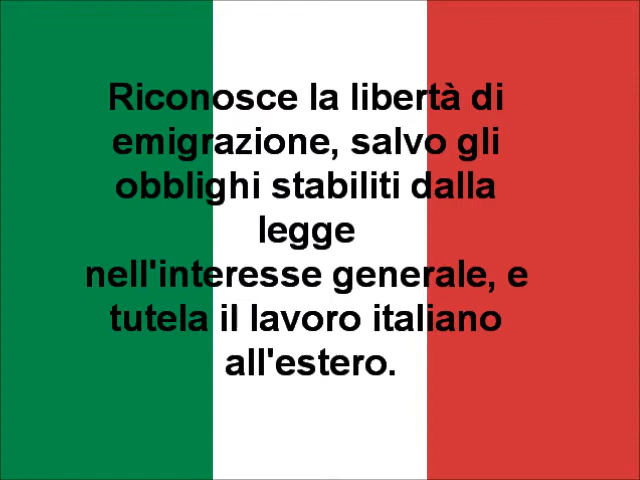 Riconosce la libertà di
emigrazione, salvo gli
obblighi stabiliti dalla
legge
nell'interesse generale, e
tutela il lavoro italiano
all'estero.